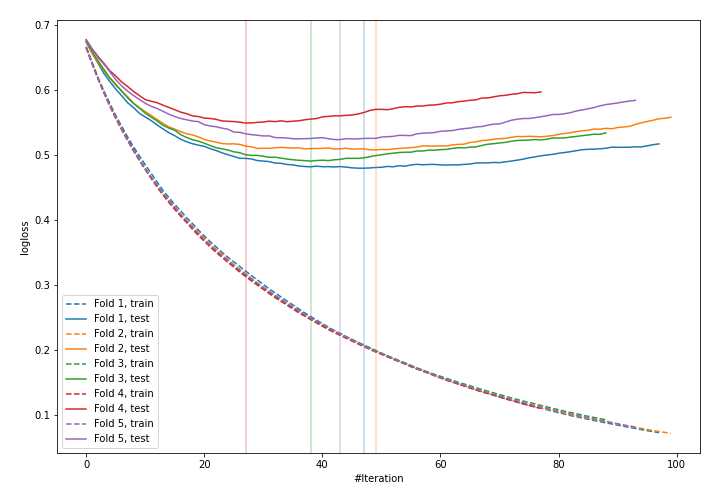 0.7
0.6
0.5
0.4
0.3
0.2
0.1
logloss
Fold 1, train
Fold 1, test
Fold 2, train
Fold 2, test
Fold 3, train
Fold 3, test
Fold 4, train
Fold 4, test
Fold 5, train
Fold 5, test
0 20 40 60 80 100
#Iteration